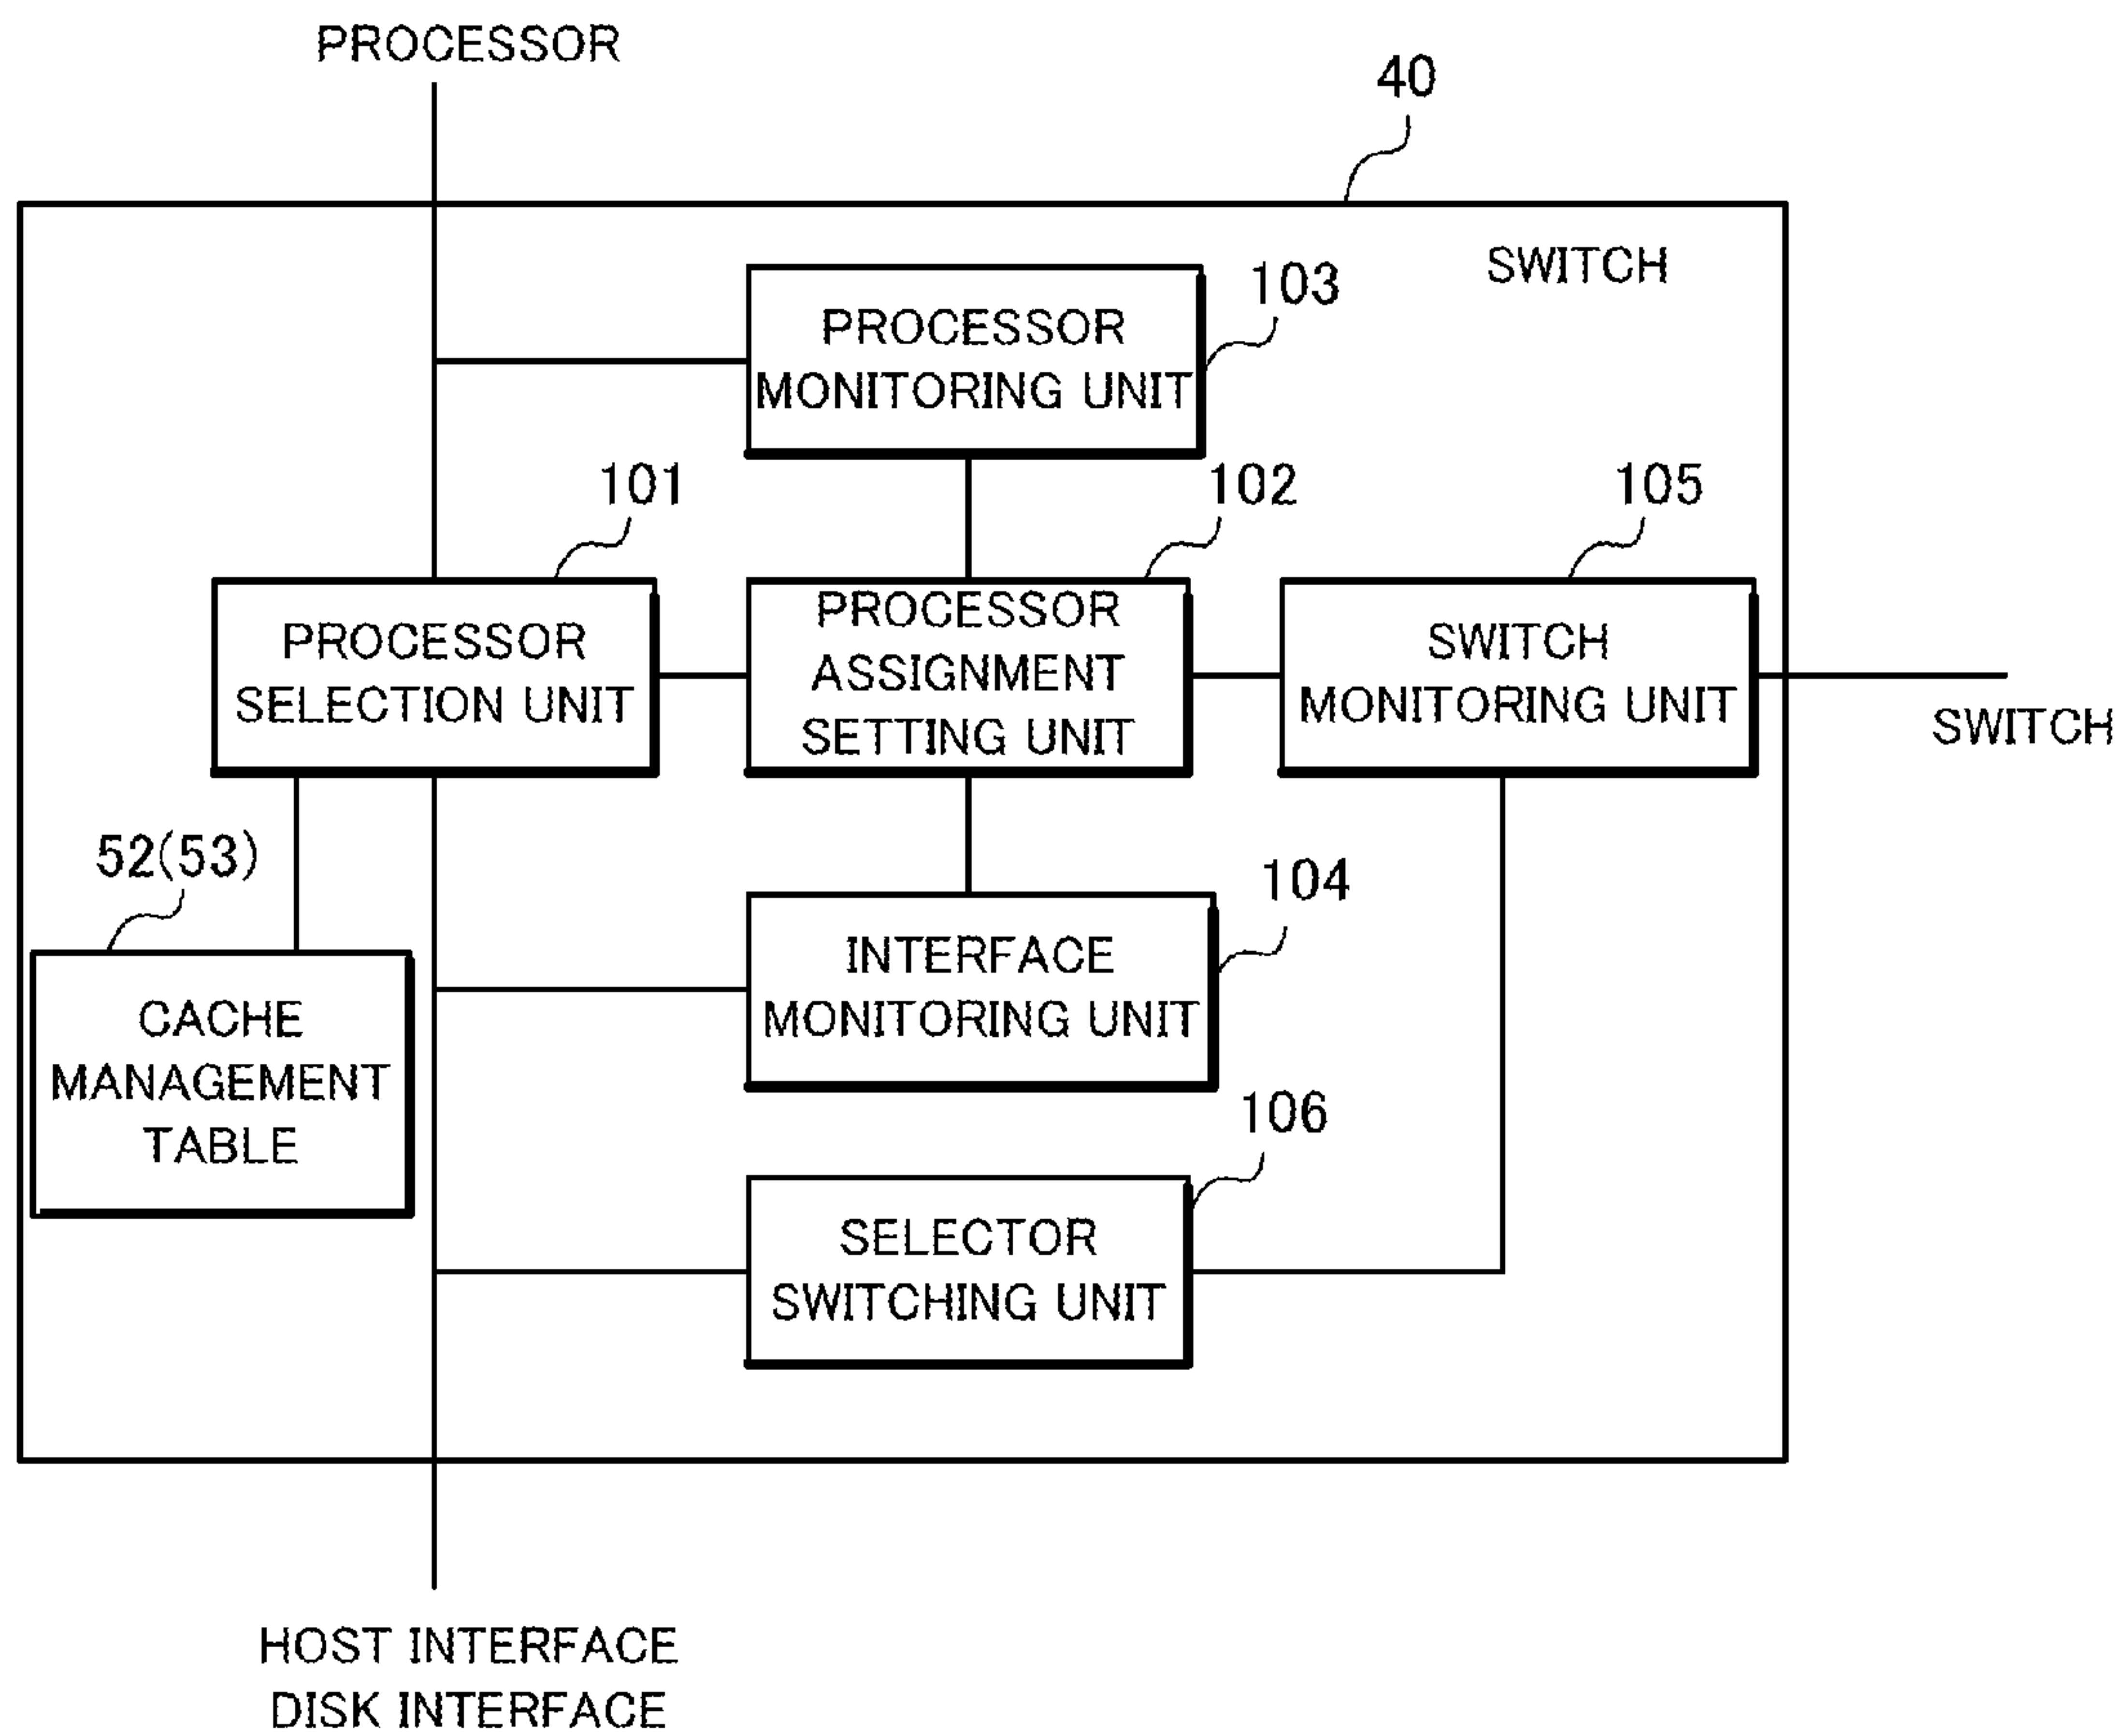 PROCESSOR
40
SWITCH
103
PROCESSOR
MONITORING UNIT
101
102
105
PROCESSOR
SELECTION UNIT
PROCESSOR
ASSIGNMENT
SETTING UNIT
SWITCH
MONITORING UNIT
SWITCH
52(53)
104
CACHE
MANAGEMENT
TABLE
INTERFACE
MONITORING UNIT
106
SELECTOR
SWITCHING UNIT
HOST INTERFACE
DISK INTERFACE